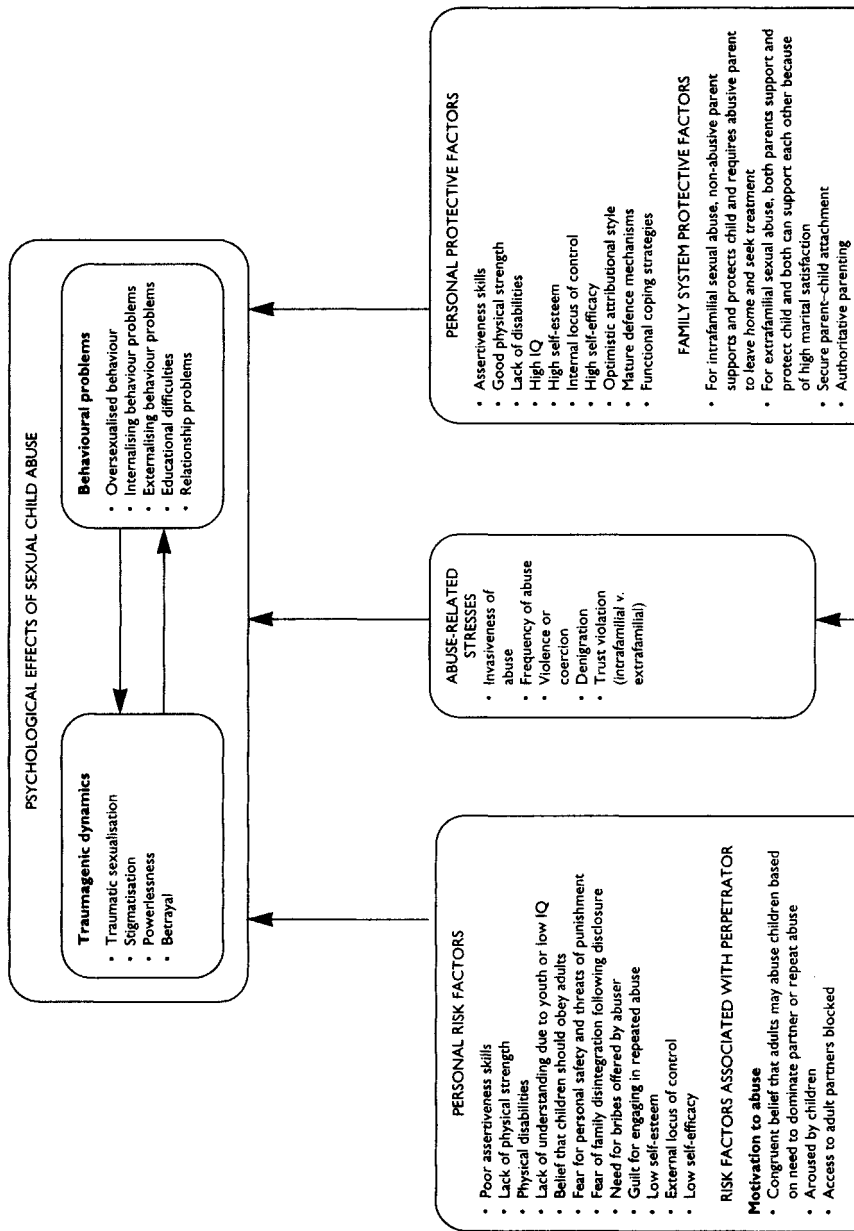 PSYCHOLOGICAL EFFECTS OF SEXUAL CHILD ABUSE
Traumagenic dynamics
• Traumatic sexualisation
• Stigmatisation
• Powerlessness
• Betrayal
Behavioural problems
• Oversexualised behaviour
• Internalising behaviour problems
• Externalising behaviour problems
• Educational difficulties
• Relationship problems
PERSONAL RISK FACTORS
• Poor assertiveness skills
• Lack of physical strength
• Physical disabilities
• Lack of understanding due to youth or low IQ
• Belief that children should obey adults
• Fear for personal safety and threats of punishment
• Fear of family disintegration following disclosure
• Need for bribes offered by abuser
• Guilt for engaging in repeated abuse
• Low self-esteem
• External locus of control
• Low self-efficacy
RISK FACTORS ASSOCIATED WITH PERPETRATOR
Motivation to abuse
• Congruent belief that adults may abuse children based
on need to dominate partner or repeat abuse
• Aroused by children
• Access to adult partners blocked
ABUSE-RELATED
STRESSES
• Invasiveness of
abuse
• Frequency of abuse
• Violence or
coercion
• Denigration
• Trust violation
(intrafamilial v.
extrafamilial)
PERSONAL PROTECTIVE FACTORS
• Assertiveness skills
• Good physical strength
• Lack of disabilities
• High IQ
• High self-esteem
• Internal locus of control
• High self-efficacy
• Optimistic attributional style
• Mature defence mechanisms
• Functional coping strategies
FAMILY SYSTEM PROTECTIVE FACTORS
• For intrafamilial sexual abuse, non-abusive parent
supports and protects child and requires abusive parent
to leave home and seek treatment
• For extrafamilial sexual abuse, both parents support and
protect child and both can support each other because
of high marital satisfaction
• Secure parent–child attachment
• Authoritative parenting